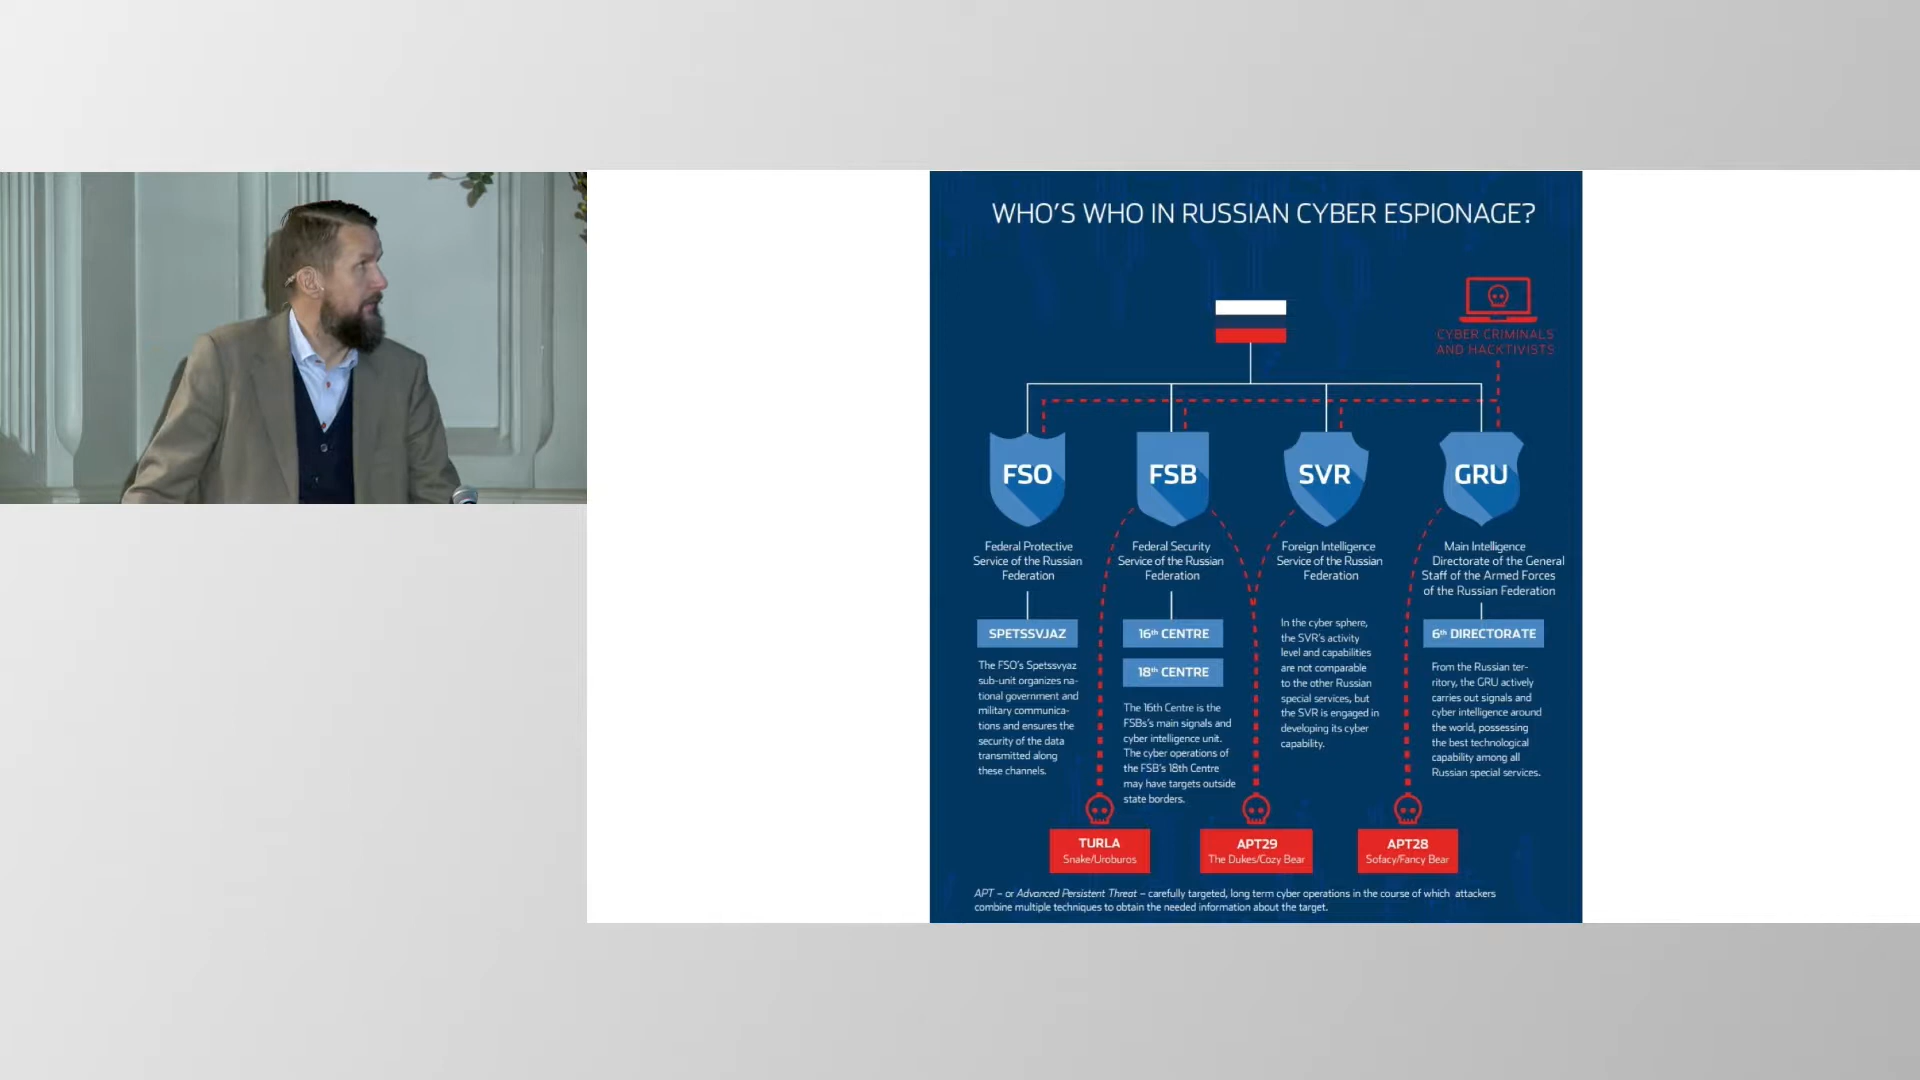 WHO'S WHO IN RUSSIAN CYBER ESPIONAGE?
CYBER CRIMINALS
AND HACKTIVISTS
FSO
FSB
SVR
GRU
Federal Protective
Service of the Russian
Federation
Federal Security
Service of the Russian
Federation
Foreign Intelligence
Service of the Russian
Federation
Main Intelligence
Directorate of the General
Staff of the Armed Forces
of the Russian Federation
SPETSSVJAZ
The FSO's Spetssvyaz
sub-unit organizes na-
tional government and
military communica-
tions and ensures the
security of the data
transmitted along
these channels.
16th CENTRE
18th CENTRE
The 16th Centre is the
FSBs's main signals and
cyber intelligence unit.
The cyber operations of
the FSB's 18th Centre
may have targets outside
state borders.
In the cyber sphere,
the SVR's activity
level and capabilities
are not comparable
to the other Russian
special services, but
the SVR is engaged in
developing its cyber
capability.
6th DIRECTORATE
From the Russian ter-
ritory, the GRU actively
carries out signals and
cyber intelligence around
the world, possessing
the best technological
capability among all
Russian special services.
TURLA
Snake/Uroburos
APT29
The Dukes/Cozy Bear
APT28
Sofacy/Fancy Bear
APT – or Advanced Persistent Threat – carefully targeted, long term cyber operations in the course of which attackers
combine multiple techniques to obtain the needed information about the target.